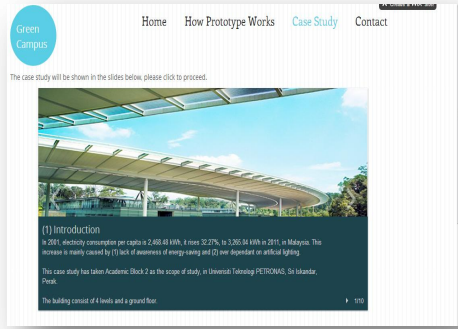 Green
Campus
Home How Prototype Works Case Study Contact
The case study will be shown in the slides below, please click to proceed.
(1) Introduction
In 2001, electricity consumption per capita is 2,468.48 kWh, it rises 32.27%, to 3,265.04 kWh in 2011, in Malaysia. This
increase is mainly caused by (1) lack of awareness of energy-saving and (2) over dependant on artificial lighting.
This case study has taken Academic Block 2 as the scope of study, in Univerisiti Teknologi PETRONAS, Sri Iskandar,
Perak.
The building consist of 4 levels and a ground floor.
1/10